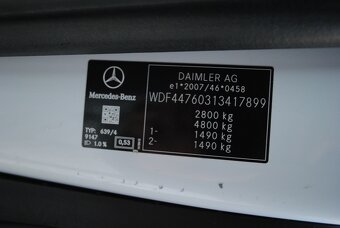 DAIMLER AG
e1*2007/46*0458
WDF44760313417899
2800 kg
4800 kg
1- 1490 kg
2- 1490 kg
Mercedes-Benz
TYP: 639/4
9147
1.0 % 0,53